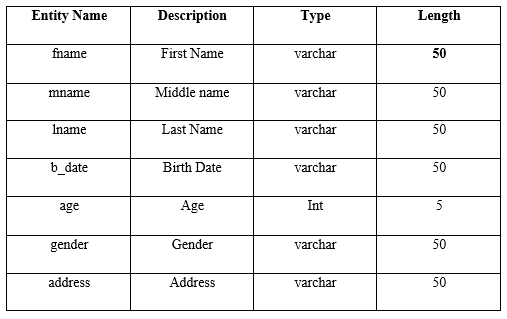 Entity Name Description Type Length
fname First Name varchar 50
mname Middle name varchar 50
lname Last Name varchar 50
b_date Birth Date varchar 50
age Age Int 5
gender Gender varchar 50
address Address varchar 50